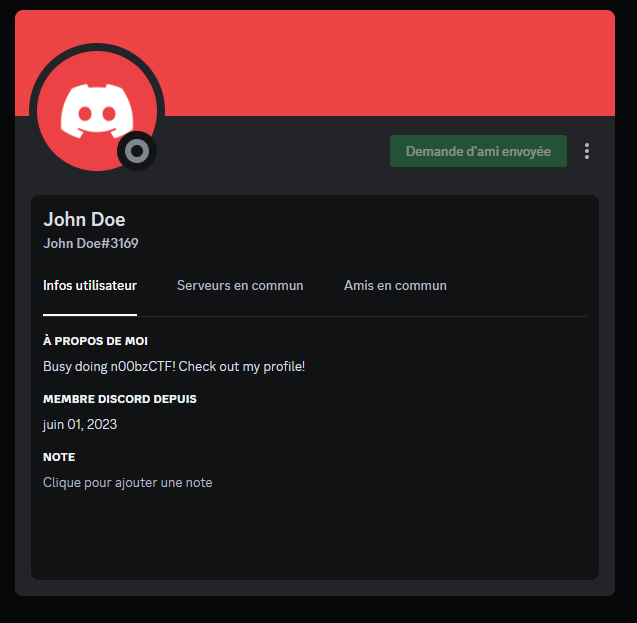 Demande d'ami envoyée
John Doe
John Doe#3169
Infos utilisateur Serveurs en commun Amis en commun
À PROPOS DE MOI
Busy doing n00bzCTF! Check out my profile!
MEMBRE DISCORD DEPUIS
juin 01, 2023
NOTE
Clique pour ajouter une note